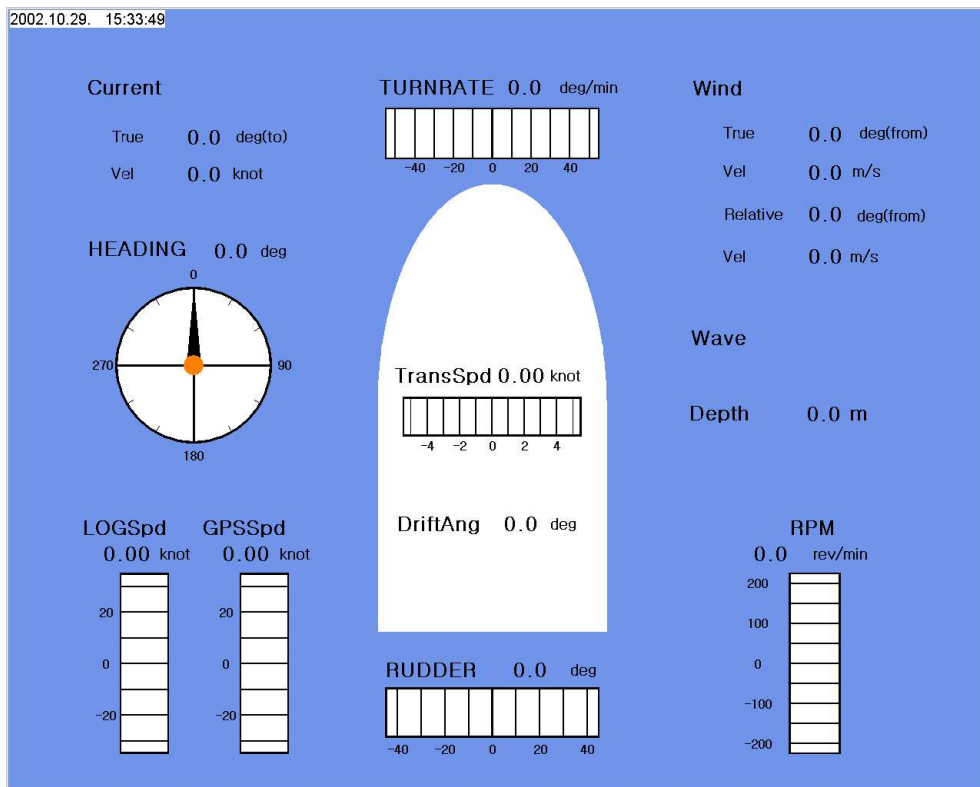 2002.10.29. 15:33:49
Current
True 0.0 deg(to)
Vel 0.0 knot
TURNRATE 0.0 deg/min
-40 -20 0 20 40
Wind
True 0.0 deg(from)
Vel 0.0 m/s
Relative 0.0 deg(from)
Vel 0.0 m/s
HEADING 0.0 deg
0
270 90
180
TransSpd 0.00 knot
-4 -2 0 2 4
Wave
Depth 0.0 m
DriftAng 0.0 deg
LOGSpd GPSSpd
0.00 knot 0.00 knot
20 20
0 0
-20 -20
RUDDER 0.0 deg
-40 -20 0 20 40
RPM
0.0 rev/min
200
100
0
-100
-200